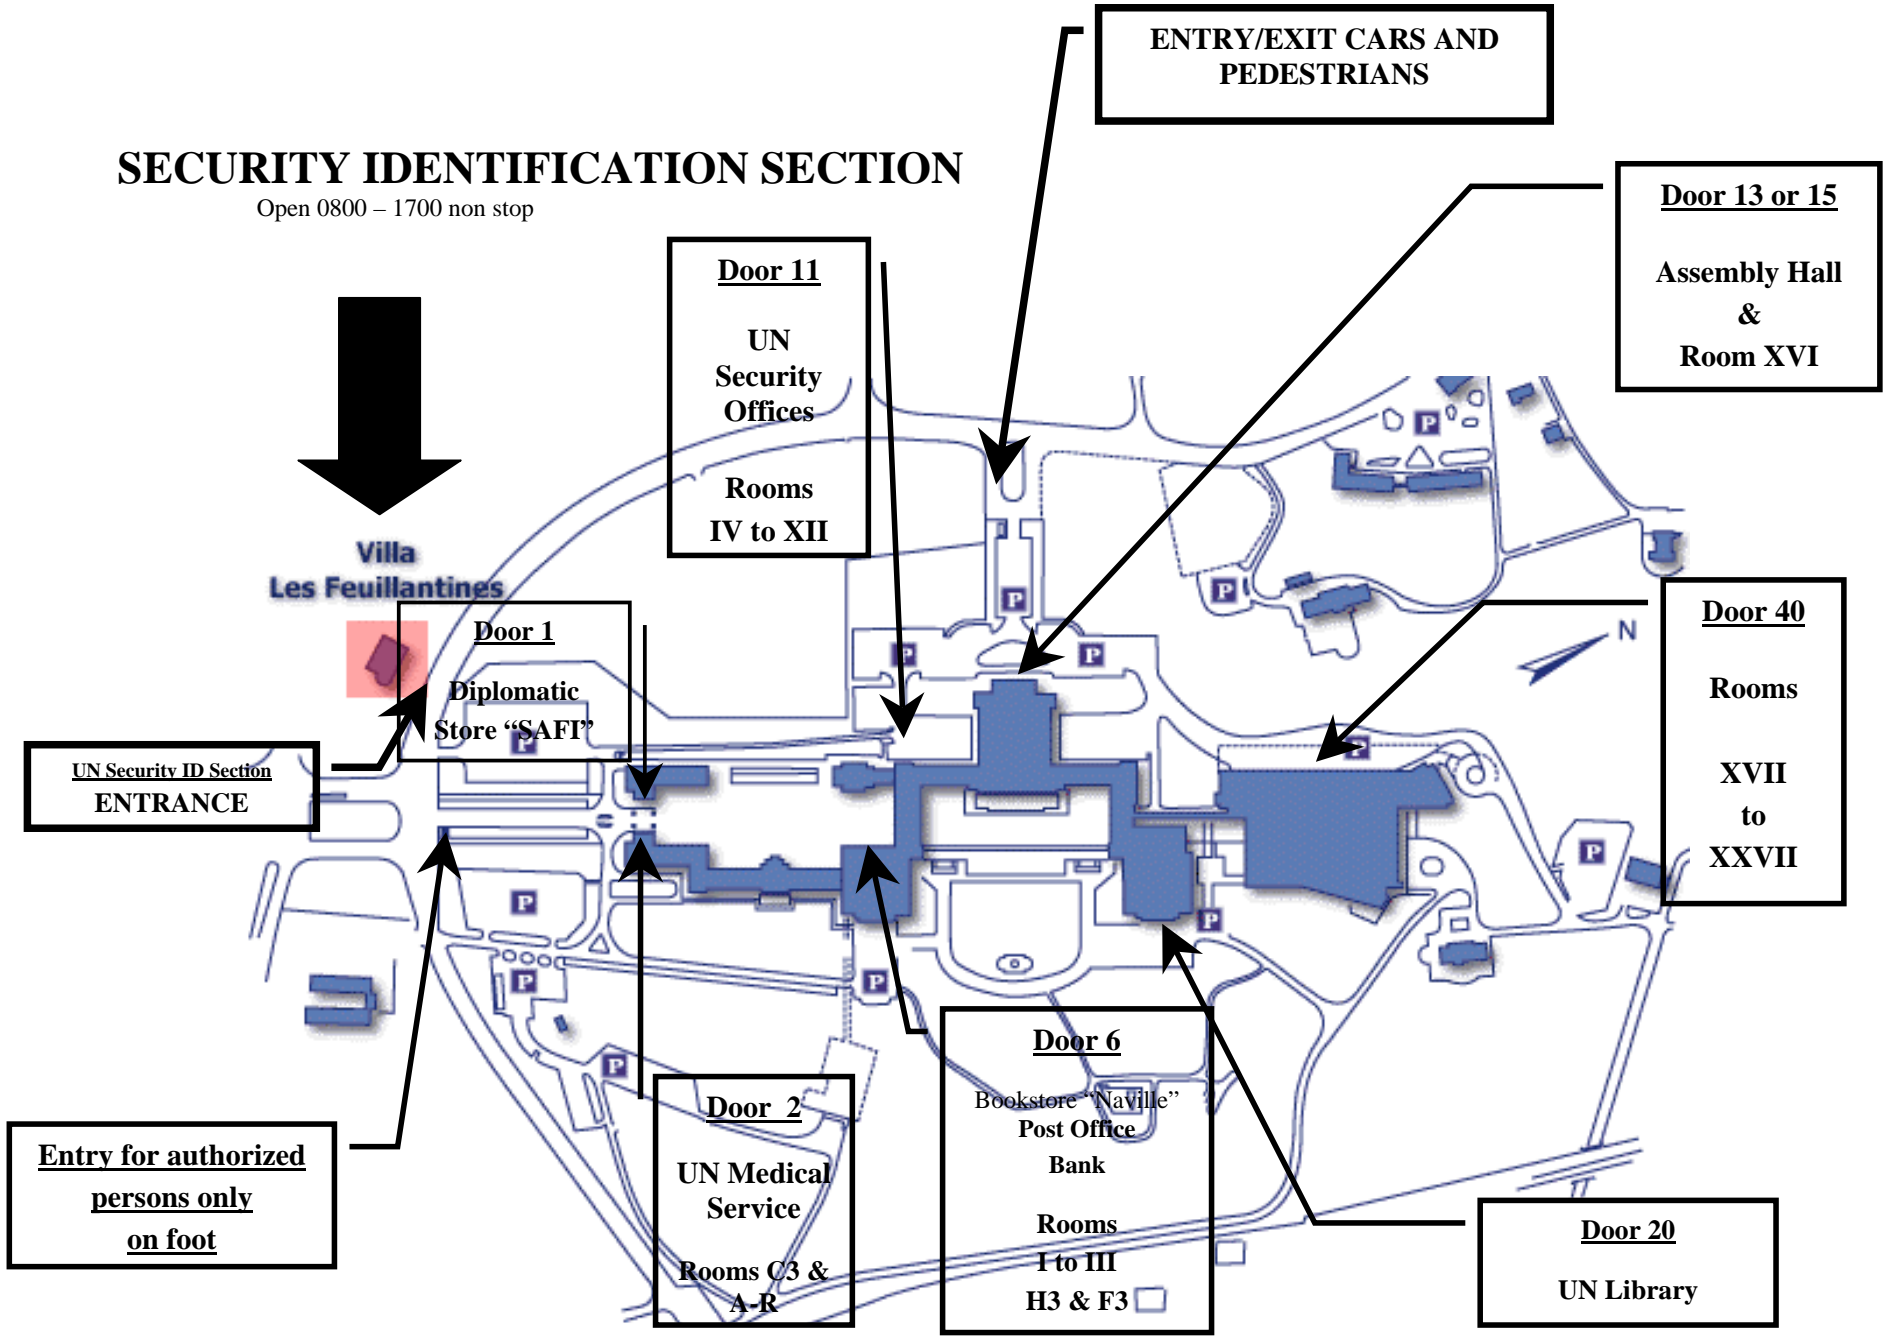 ENTRY/EXIT CARS AND
PEDESTRIANS
SECURITY IDENTIFICATION SECTION
Open 0800 – 1700 non stop
Door 13 or 15
Assembly Hall
&
Room XVI
Door 11
UN
Security
Offices
Rooms
IV to XII
Villa
Les Feuillantines
Door 1
Diplomatic
Store “SAFI”
UN Security ID Section
ENTRANCE
Door 40
Rooms
XVII
to
XXVII
N
P
P
P
P
P
P
P
P
P
P
P
P
P
Entry for authorized
persons only
on foot
Door 2
UN Medical
Service
Rooms C3 &
A-R
Door 6
Bookstore “Naville”
Post Office
Bank
Rooms
I to III
H3 & F3
Door 20
UN Library